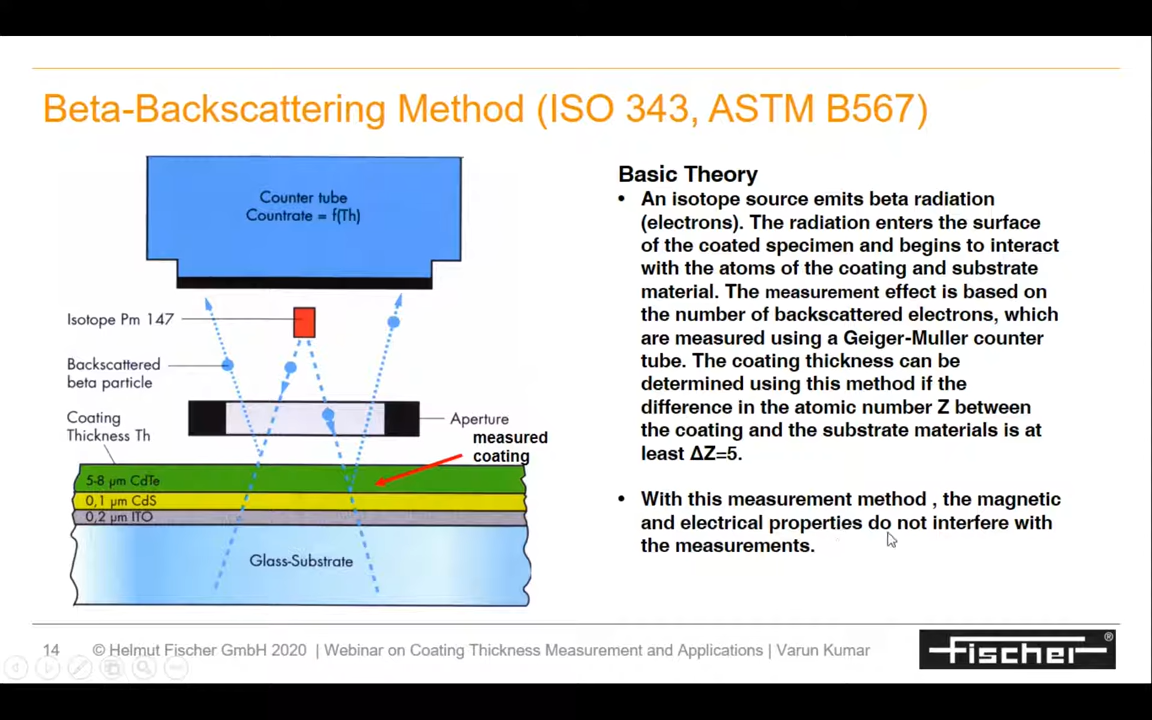 Beta-Backscattering Method (ISO 343, ASTM B567)
Counter tube
Countrate = f(Th)
Isotope Pm 147
Backscattered
beta particle
Coating
Thickness Th
Aperture
measured
coating
5-8 µm CdTe
0,1 µm CdS
0,2 µm ITO
Glass-Substrate
Basic Theory
• An isotope source emits beta radiation
(electrons). The radiation enters the surface
of the coated specimen and begins to interact
with the atoms of the coating and substrate
material. The measurement effect is based on
the number of backscattered electrons, which
are measured using a Geiger-Muller counter
tube. The coating thickness can be
determined using this method if the
difference in the atomic number Z between
the coating and the substrate materials is at
least ΔZ=5.
• With this measurement method , the magnetic
and electrical properties do not interfere with
the measurements.
14 © Helmut Fischer GmbH 2020 | Webinar on Coating Thickness Measurement and Applications | Varun Kumar
fischer®